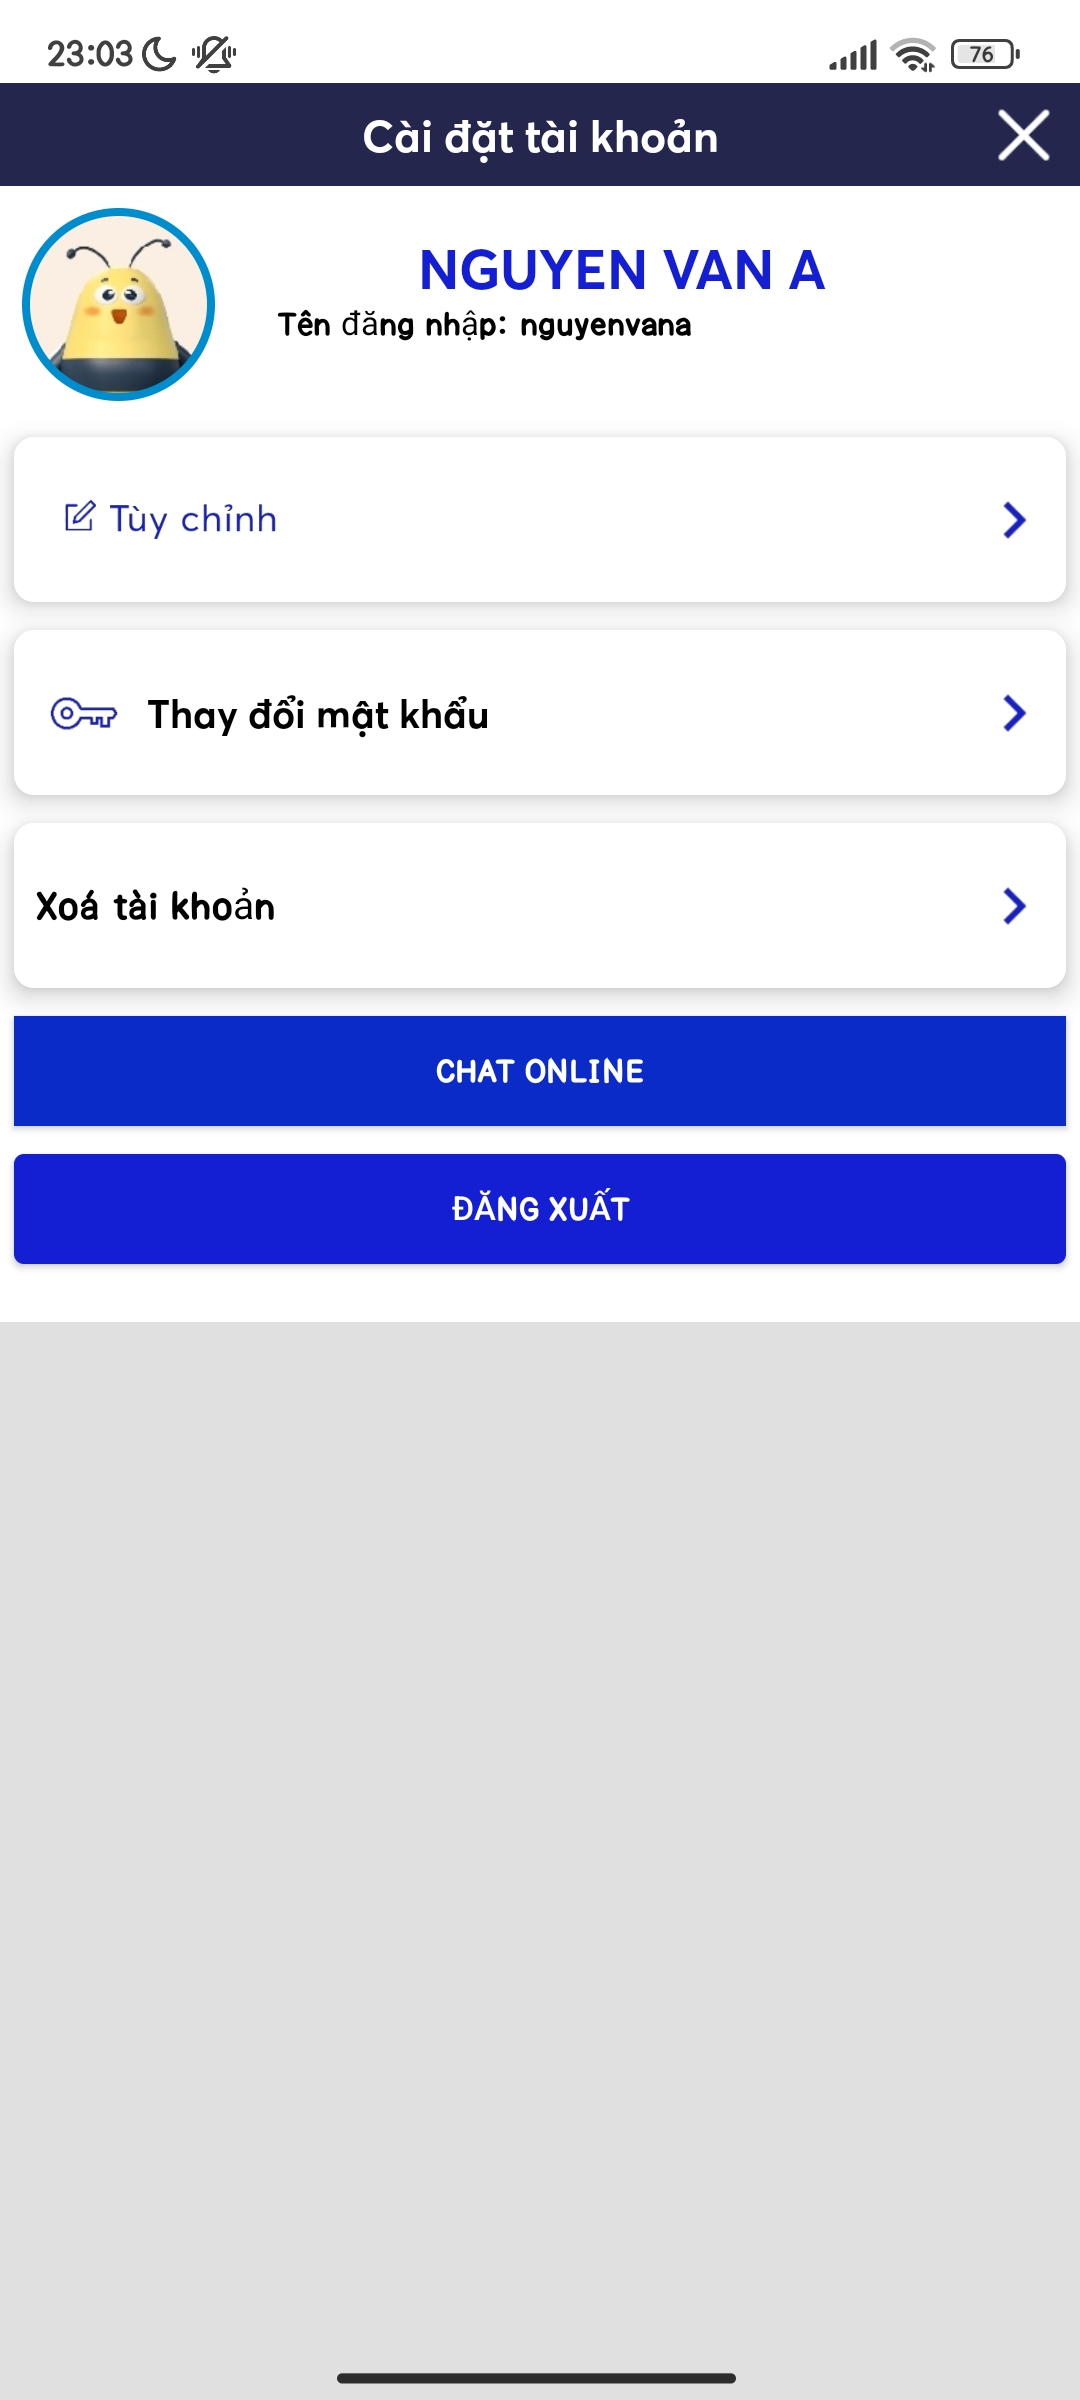 23:03
76
Cài đặt tài khoản
NGUYEN VAN A
Tên đăng nhập: nguyenvana
Tùy chỉnh
Thay đổi mật khẩu
Xoá tài khoản
CHAT ONLINE
ĐĂNG XUẤT